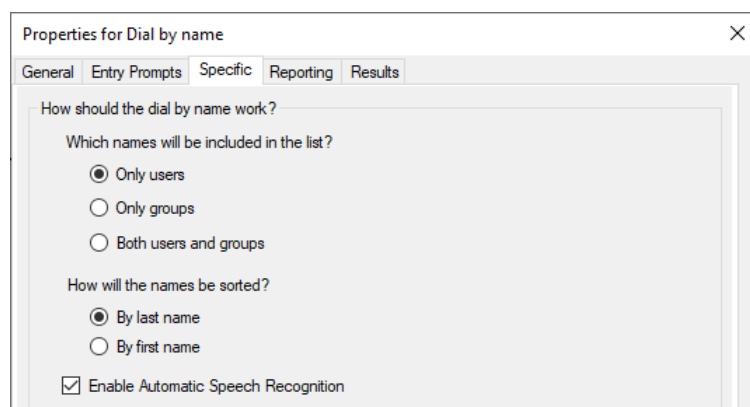 Properties for Dial by name
General Entry Prompts Specific Reporting Results
How should the dial by name work?
Which names will be included in the list?
Only users
Only groups
Both users and groups
How will the names be sorted?
By last name
By first name
Enable Automatic Speech Recognition